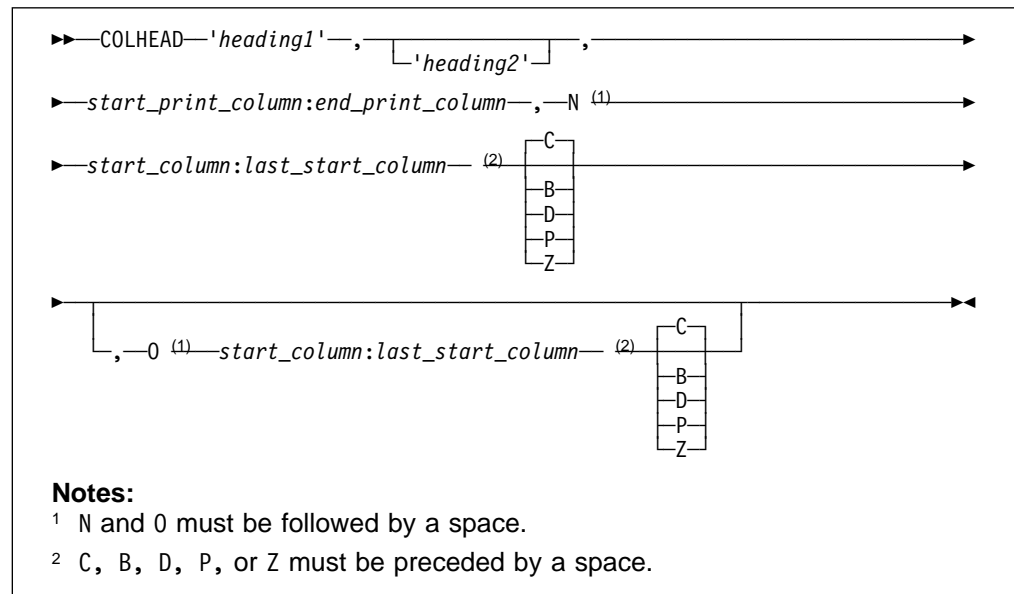 COLHEAD 'heading1' , ,
'heading2'
start_print_column:end_print_column , N (1)
start_column:last_start_column (2) C
B
D
P
Z
, O (1) start_column:last_start_column (2) C
B
D
P
Z
Notes:
1 N and O must be followed by a space.
2 C, B, D, P, or Z must be preceded by a space.